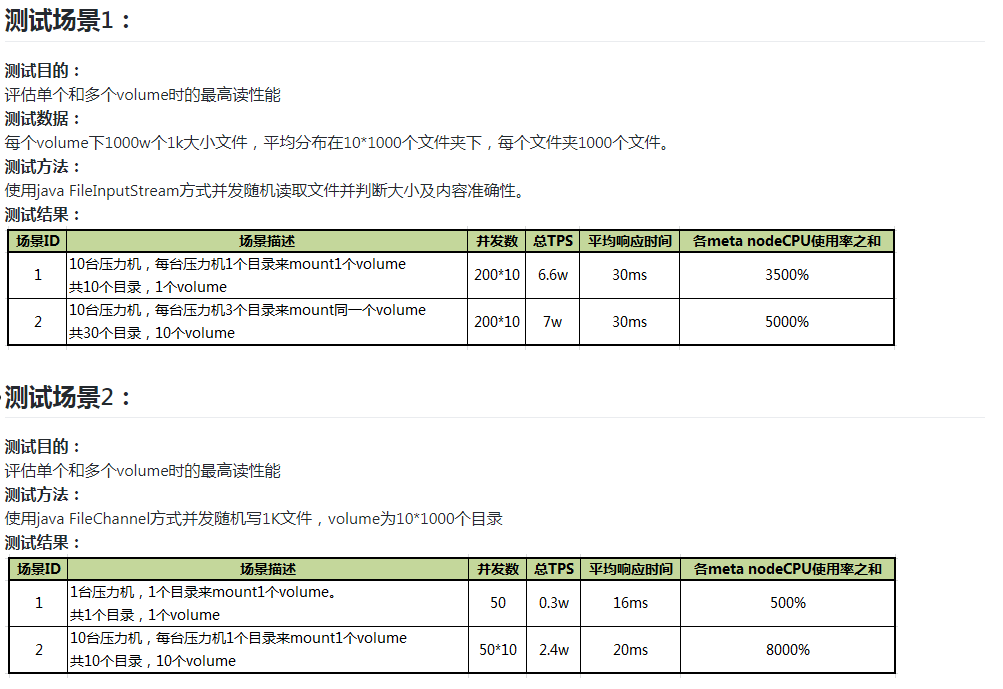 测试场景1：
测试目的：
评估单个和多个volume时的最高读性能
测试数据：
每个volume下1000w个1k大小文件，平均分布在10*1000个文件夹下，每个文件夹1000个文件。
测试方法：
使用java FileInputStream方式并发随机读取文件并判断大小及内容准确性。
测试结果：
场景ID 场景描述 并发数 总TPS 平均响应时间 各meta nodeCPU使用率之和
1 10台压力机，每台压力机1个目录来mount1个volume 200*10 6.6w 30ms 3500%
共10个目录，1个volume
2 10台压力机，每台压力机3个目录来mount同一个volume 200*10 7w 30ms 5000%
共30个目录，10个volume
测试场景2：
测试目的：
评估单个和多个volume时的最高读性能
测试方法：
使用java FileChannel方式并发随机写1K文件，volume为10*1000个目录
测试结果：
场景ID 场景描述 并发数 总TPS 平均响应时间 各meta nodeCPU使用率之和
1 1台压力机，1个目录来mount1个volume。 50 0.3w 16ms 500%
共1个目录，1个volume
2 10台压力机，每台压力机1个目录来mount1个volume 50*10 2.4w 20ms 8000%
共10个目录，10个volume